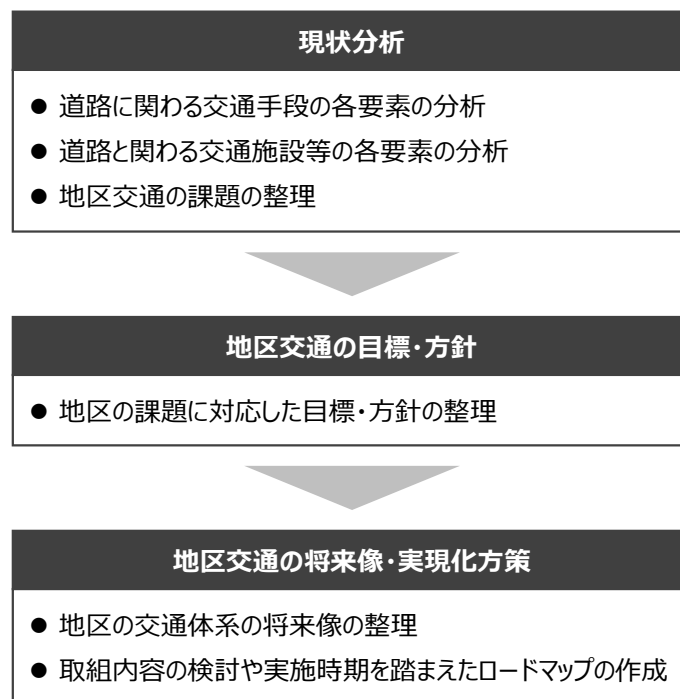 現状分析
● 道路に関わる交通手段の各要素の分析
● 道路と関わる交通施設等の各要素の分析
● 地区交通の課題の整理
地区交通の目標・方針
● 地区の課題に対応した目標・方針の整理
地区交通の将来像・実現化方策
● 地区の交通体系の将来像の整理
● 取組内容の検討や実施時期を踏まえたロードマップの作成